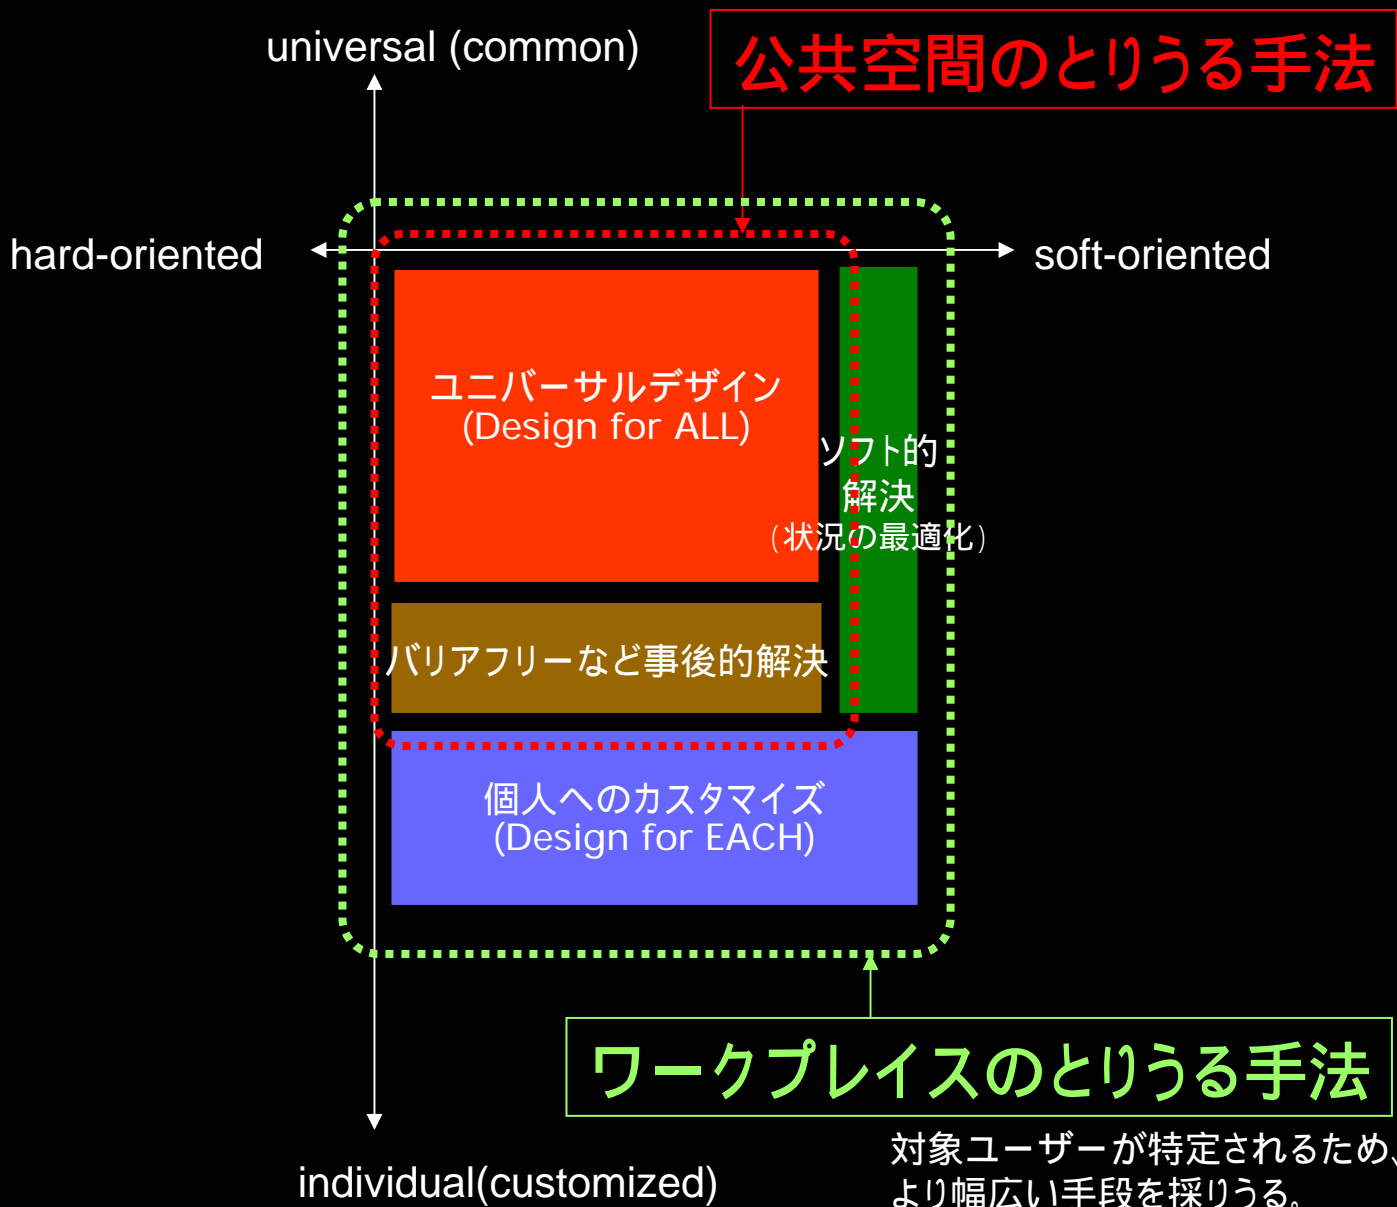 universal (common)
公共空間のとりうる手法
hard-oriented
soft-oriented
ユニバーサルデザイン
(Design for ALL)
ソフト的
解決
(状況の最適化)
バリアフリーなど事後的解決
個人へのカスタマイズ
(Design for EACH)
ワークプレイスのとりうる手法
対象ユーザーが特定されるため、
より幅広い手段を採りうる。
individual(customized)